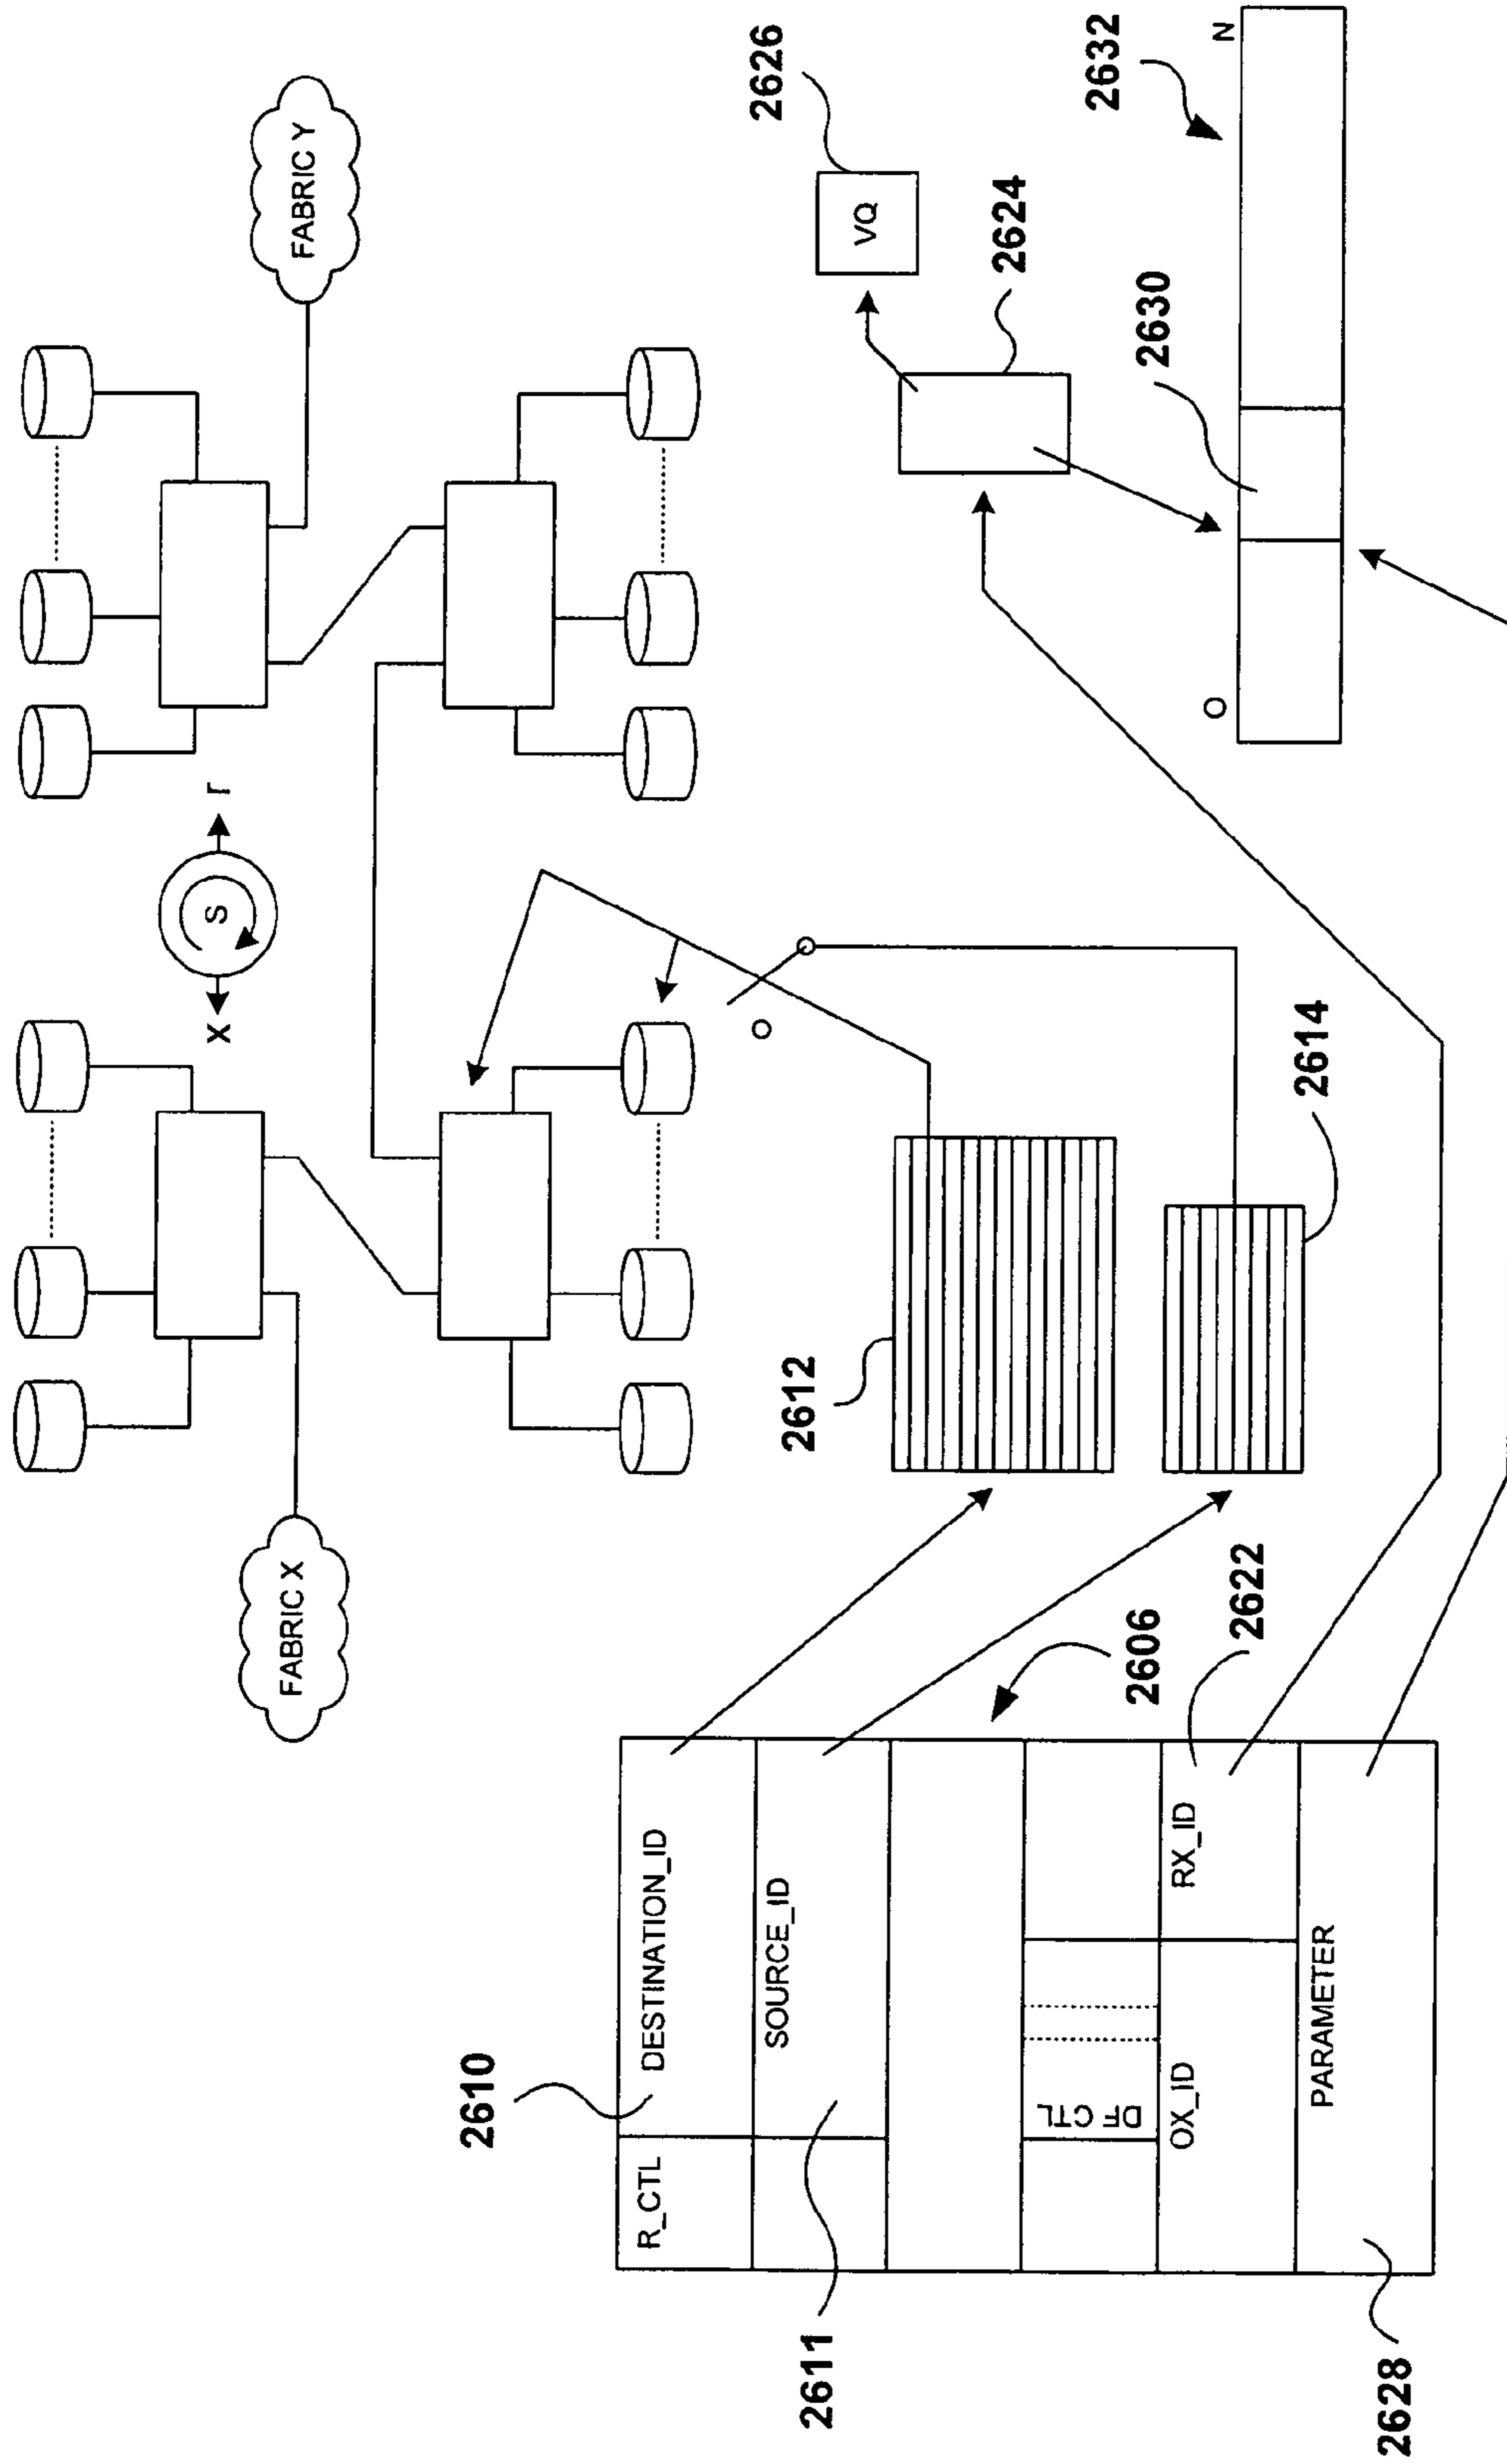 X
S
r
FABRIC X
FABRIC Y
2610
R_CTL
DESTINATION_ID
SOURCE_ID
2611
DF CTL
OX_ID
RX_ID
PARAMETER
2628
2606
2622
2612
2614
2626
VQ
2624
2630
2632
O
N